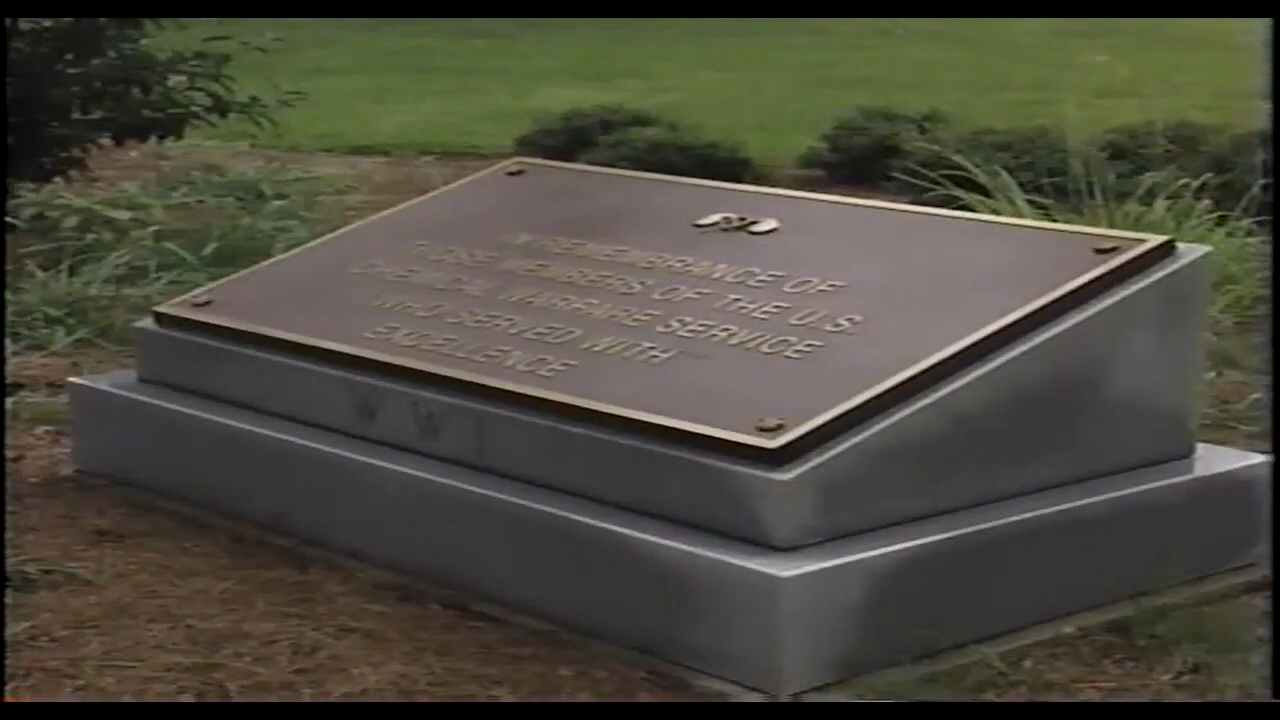 IN REMEMBRANCE OF
THOSE MEMBERS OF THE U.S.
CHEMICAL WARFARE SERVICE
WHO SERVED WITH
EXCELLENCE
WWI